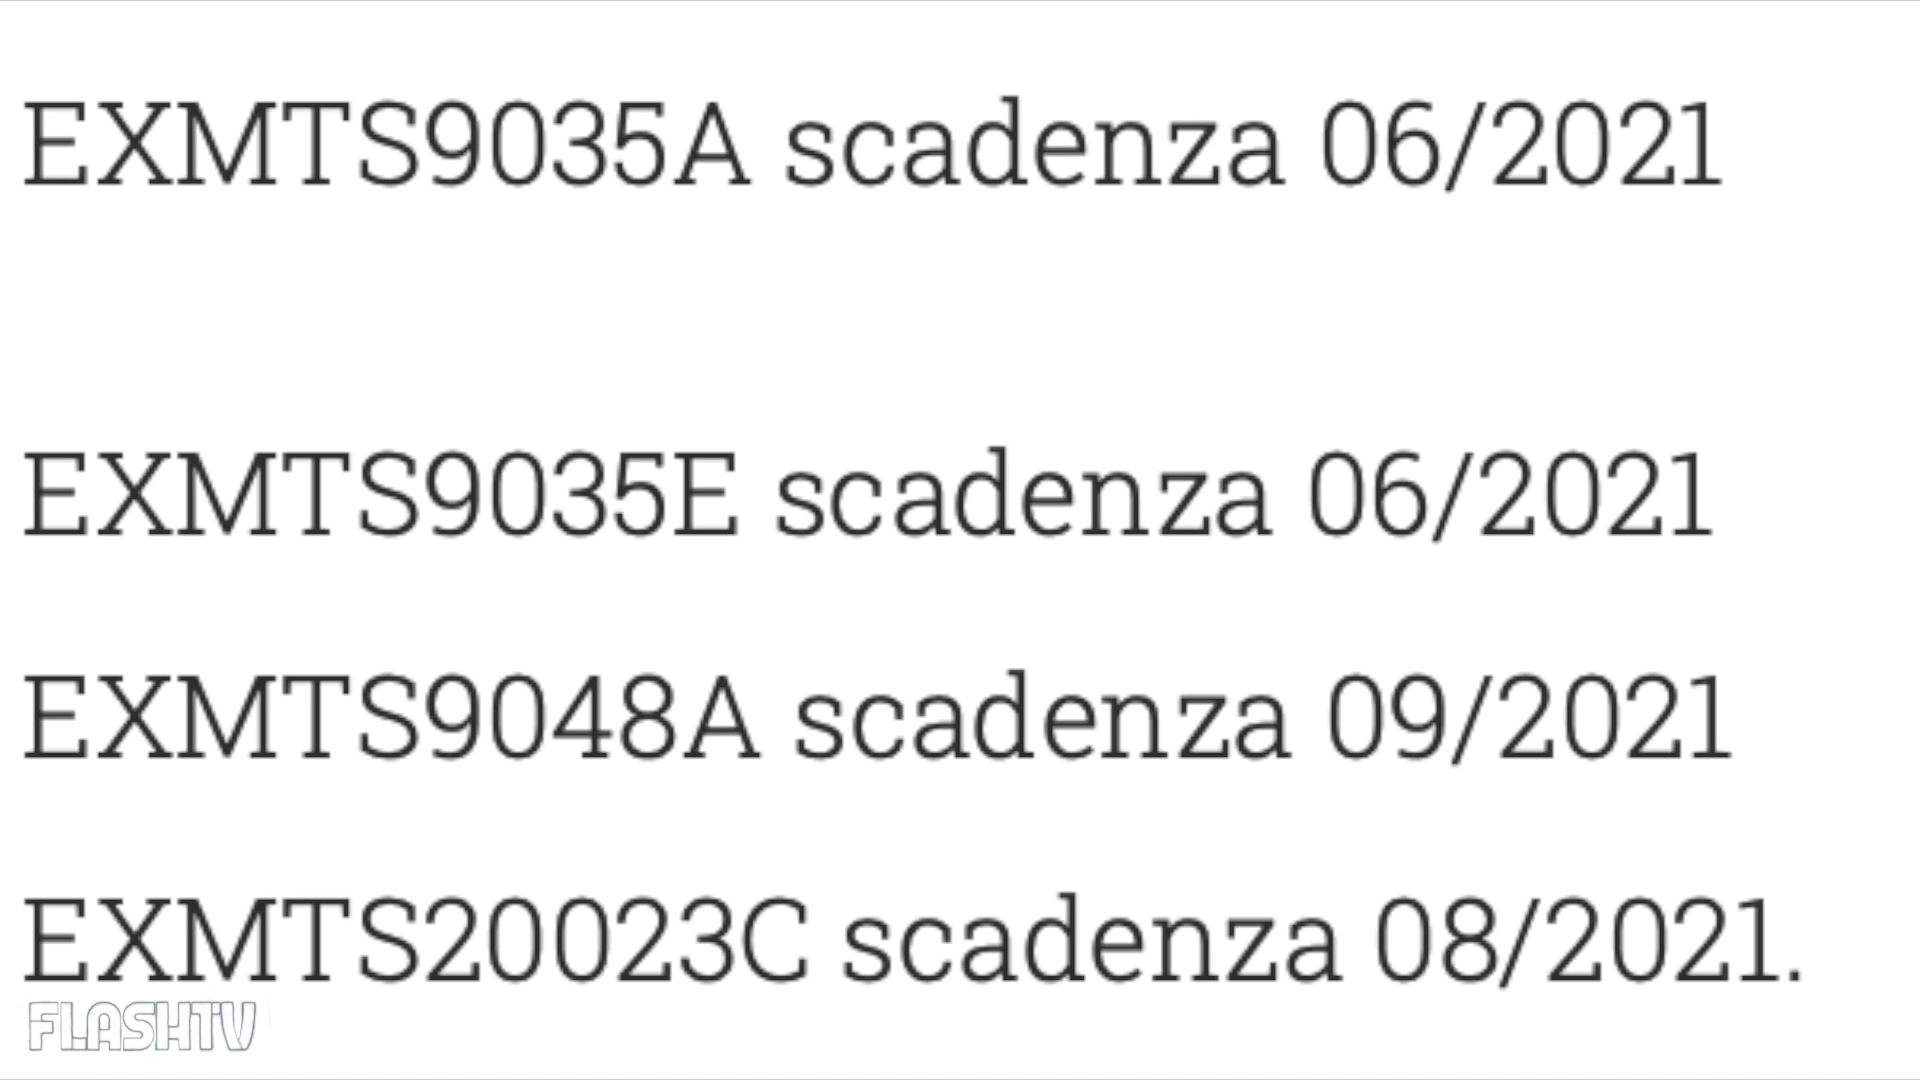 EXMTS9035A scadenza 06/2021
EXMTS9035E scadenza 06/2021
EXMTS9048A scadenza 09/2021
EXMTS20023C scadenza 08/2021.
FLASHTV